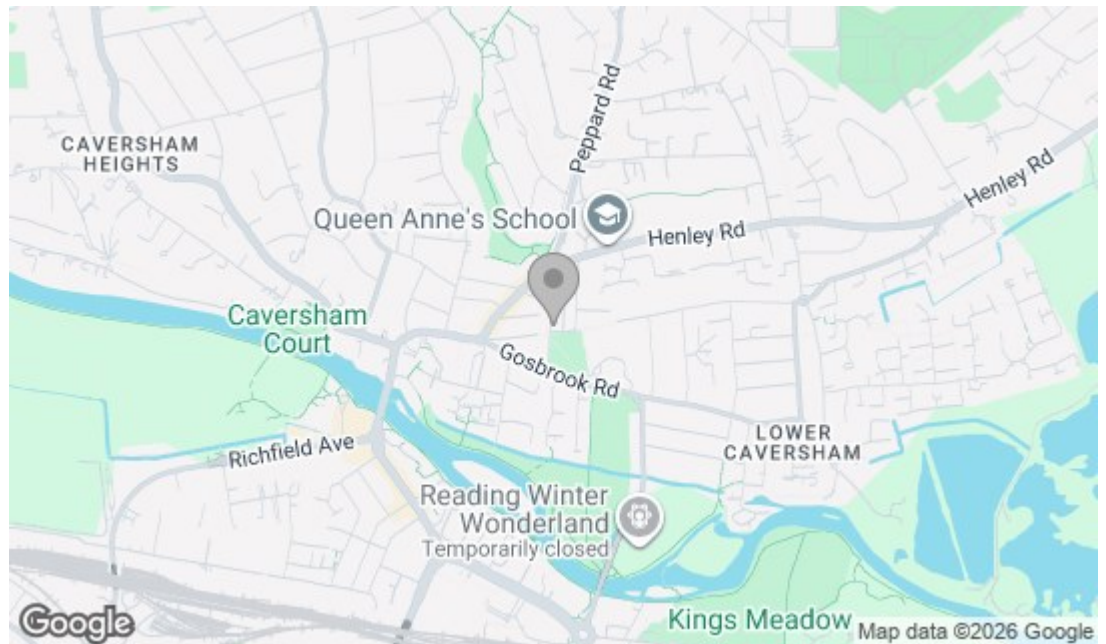 Peppard Rd
CAVERSHAM
HEIGHTS
Henley Rd
Queen Anne's School
Henley Rd
Caversham
Court
Gosbrook Rd
LOWER
CAVERSHAM
Richfield Ave
Reading Winter
Wonderland
Temporarily closed
Kings Meadow
Google
Map data ©2026 Google